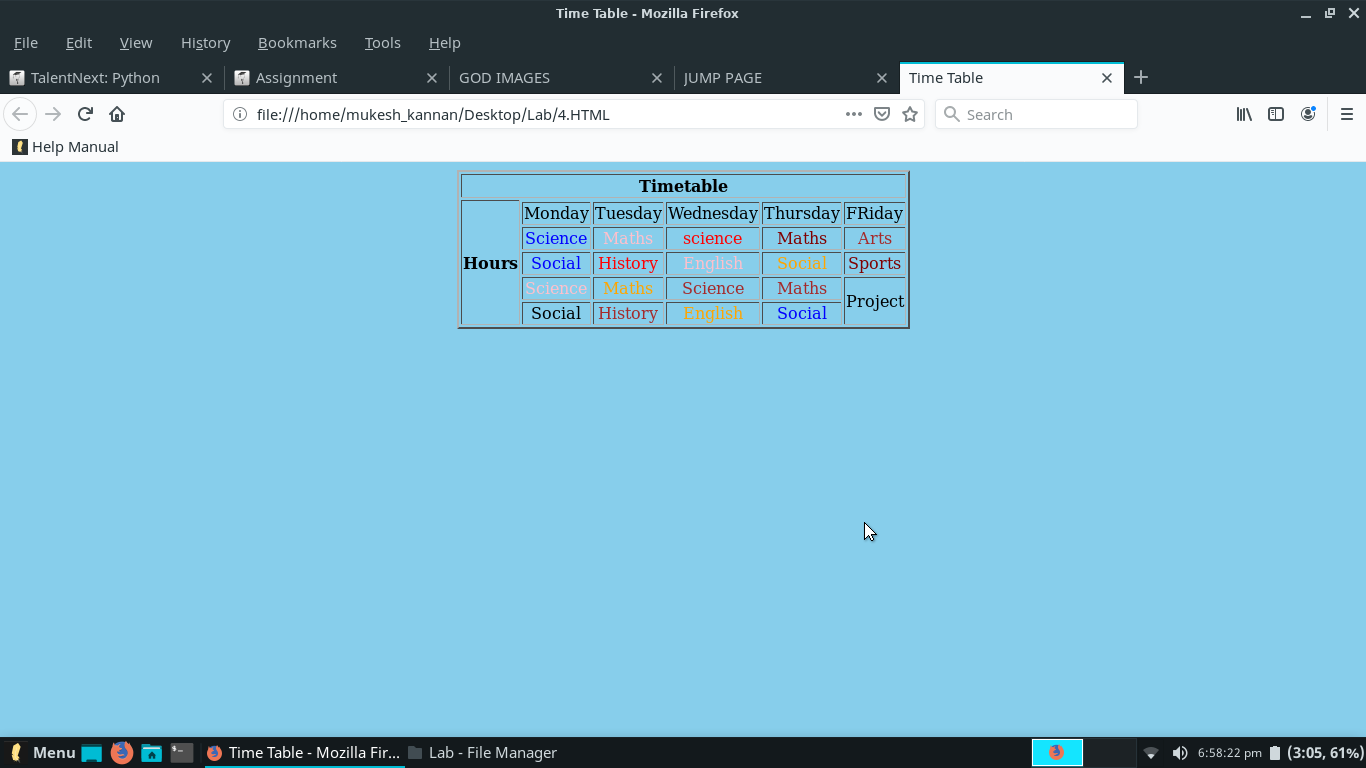 Time Table - Mozilla Firefox
File Edit View History Bookmarks Tools Help
TalentNext: Python Assignment GOD IMAGES JUMP PAGE Time Table
file:///home/mukesh_kannan/Desktop/Lab/4.HTML Search
Help Manual
Timetable
Monday Tuesday Wednesday Thursday FRiday
Science Maths science Maths Arts
Hours Social History English Social Sports
Science Maths Science Maths
Project
Social History English Social
Menu Time Table - Mozilla Fir... Lab - File Manager 6:58:22 pm (3:05, 61%)